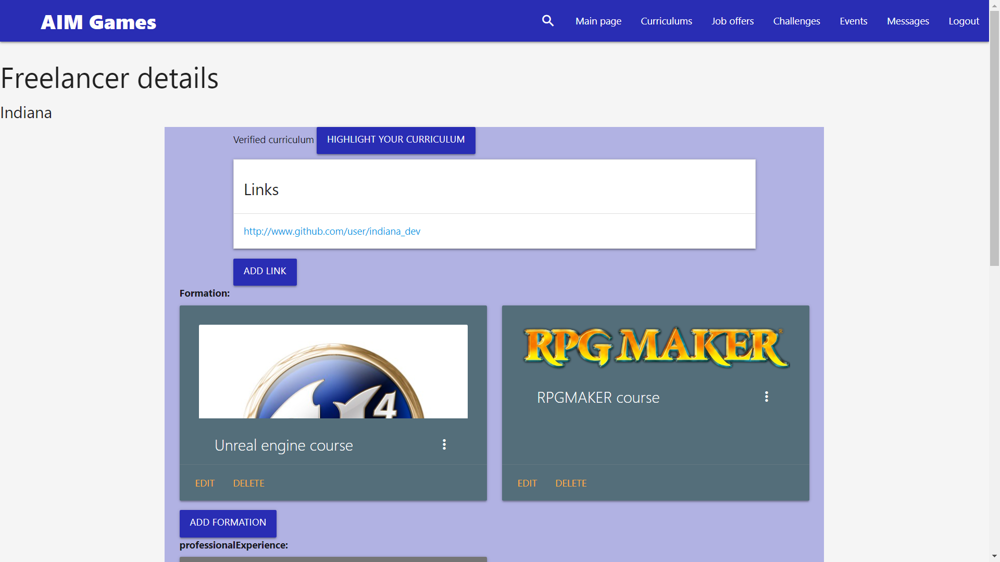 AIM Games
Main page
Curriculums
Job offers
Challenges
Events
Messages
Logout
Freelancer details
Indiana
Verified curriculum
HIGHLIGHT YOUR CURRICULUM
Links
http://www.github.com/user/indiana_dev
ADD LINK
Formation:
4
Unreal engine course
EDIT
DELETE
RPG MAKER®
RPGMAKER course
EDIT
DELETE
ADD FORMATION
professionalExperience: